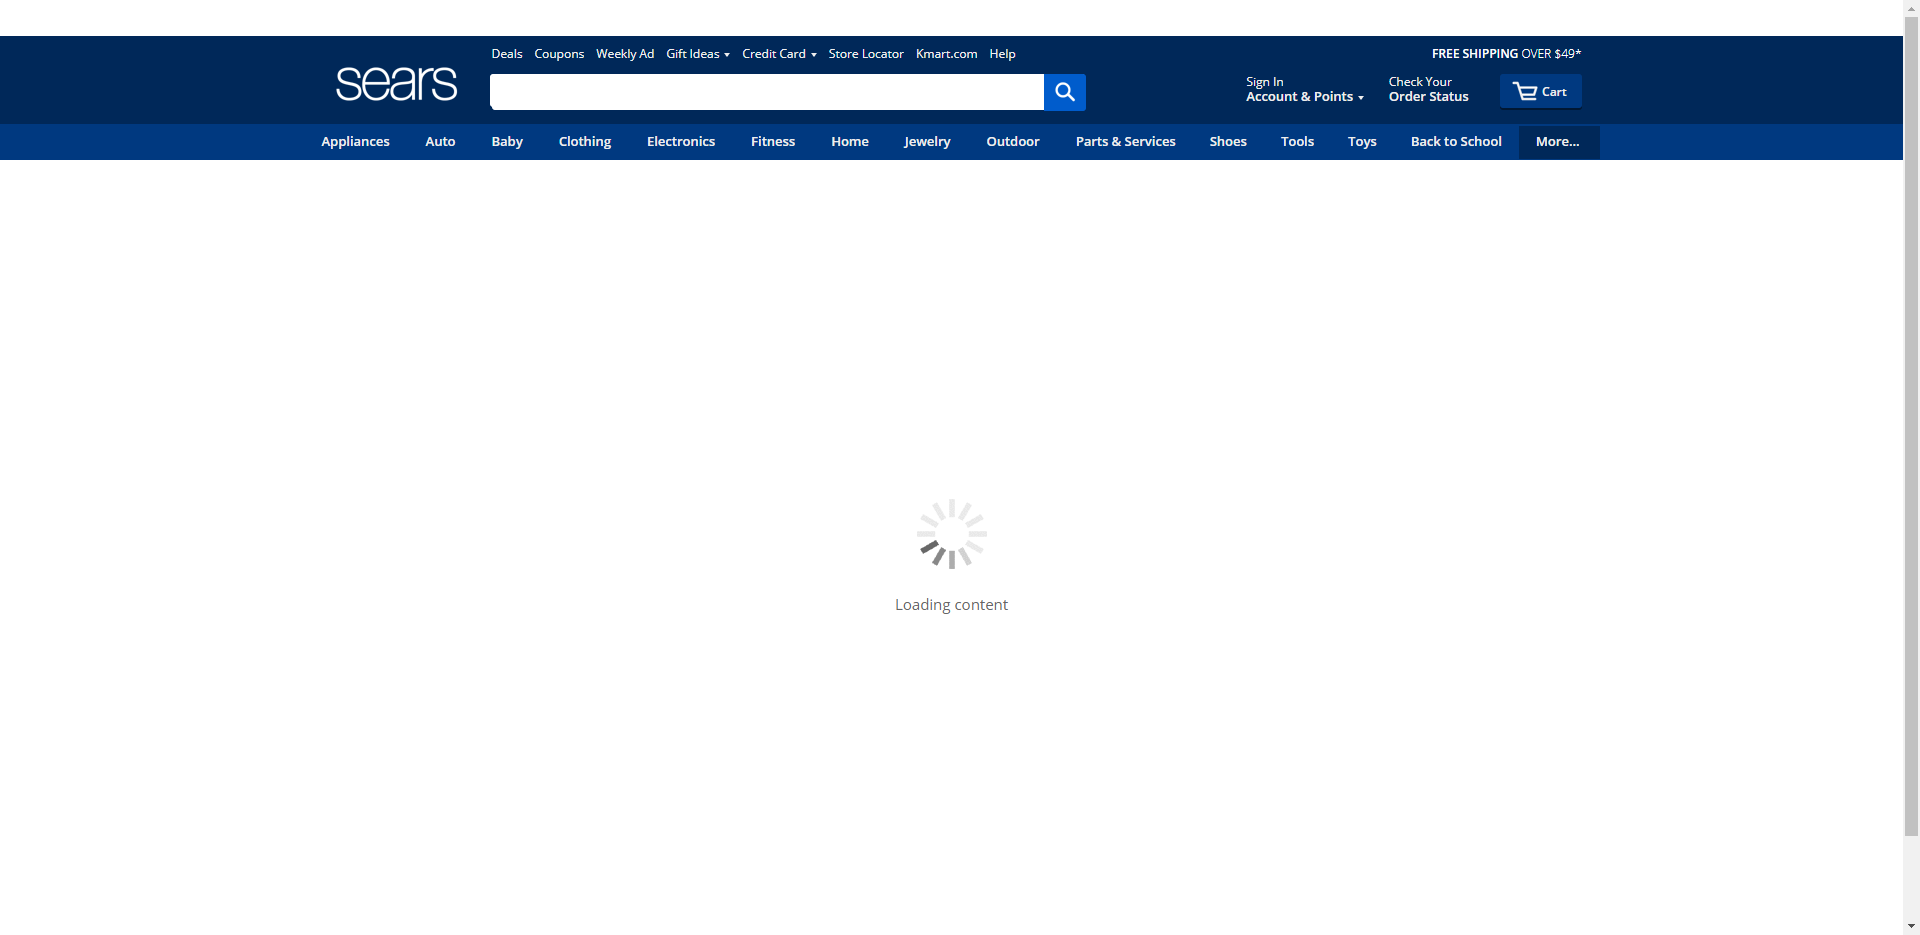 Deals Coupons Weekly Ad Gift Ideas Credit Card Store Locator Kmart.com Help
FREE SHIPPING OVER $49*
sears
Sign In
Account & Points
Check Your
Order Status
Cart
Appliances Auto Baby Clothing Electronics Fitness Home Jewelry Outdoor Parts & Services Shoes Tools Toys Back to School More...
Loading content